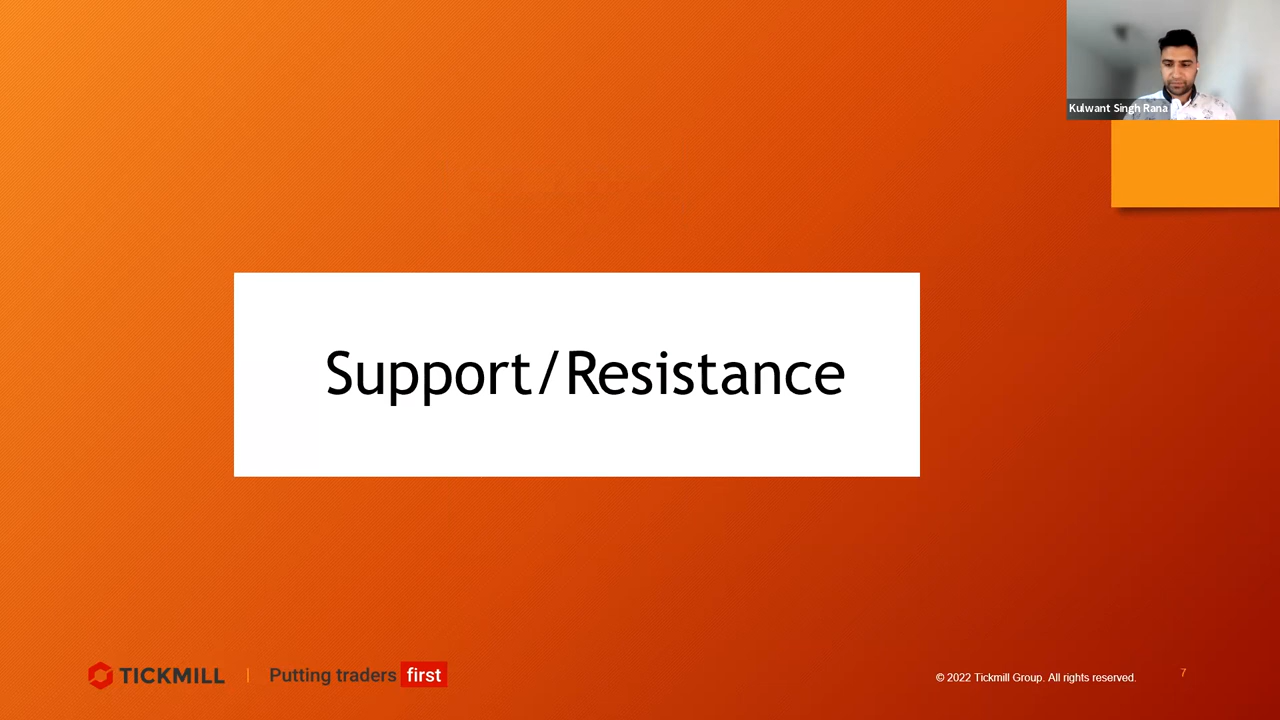 Kulwant Singh Rana
Support/Resistance
TICKMILL | Putting traders first
© 2022 Tickmill Group. All rights reserved.
7